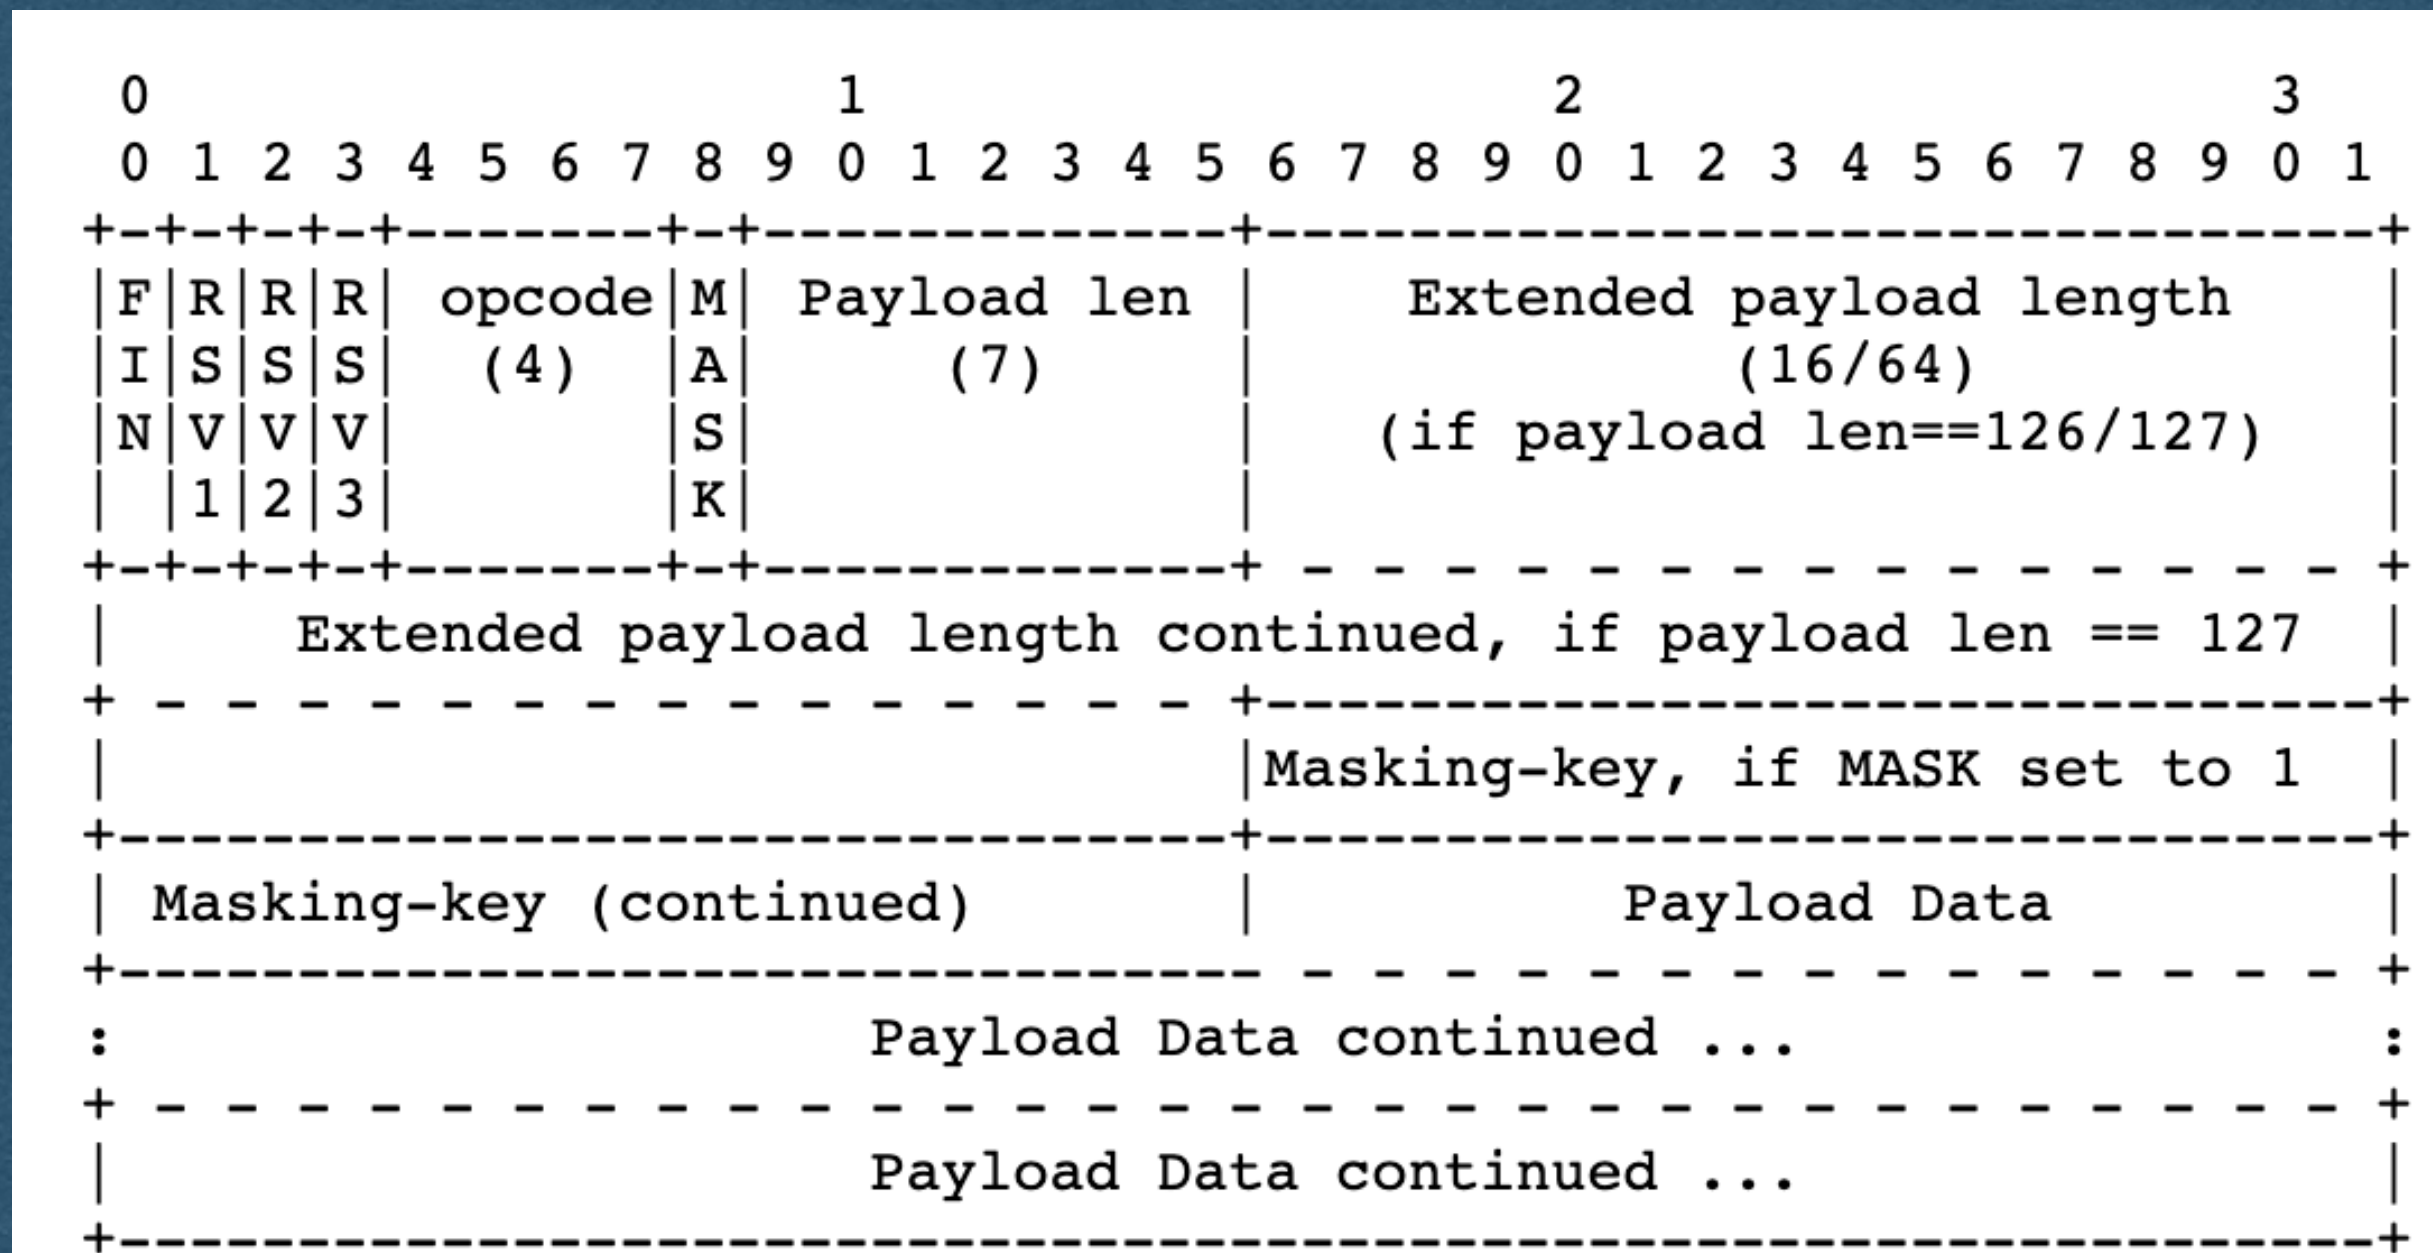 0                   1                   2                   3
 0 1 2 3 4 5 6 7 8 9 0 1 2 3 4 5 6 7 8 9 0 1 2 3 4 5 6 7 8 9 0 1
+-+-+-+-+-------+-+-------------+-------------------------------+
|F|R|R|R| opcode|M| Payload len |    Extended payload length    |
|I|S|S|S|  (4)  |A|     (7)     |             (16/64)           |
|N|V|V|V|       |S|             |   (if payload len==126/127)   |
| |1|2|3|       |K|             |                               |
+-+-+-+-+-------+-+-------------+ - - - - - - - - - - - - - - - +
|     Extended payload length continued, if payload len == 127  |
+ - - - - - - - - - - - - - - - +-------------------------------+
|                               |Masking-key, if MASK set to 1  |
+-------------------------------+-------------------------------+
| Masking-key (continued)       |          Payload Data         |
+-------------------------------- - - - - - - - - - - - - - - - +
:                     Payload Data continued ...                :
+ - - - - - - - - - - - - - - - - - - - - - - - - - - - - - - - +
|                     Payload Data continued ...                |
+---------------------------------------------------------------+